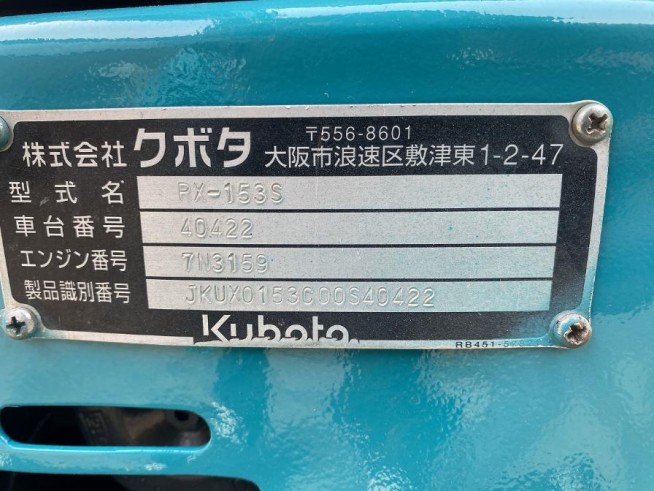 株式会社 クボタ 〒556-8601
大阪市浪速区敷津東1-2-47
型式名 RX-153S
車台番号 40422
エンジン番号 7N3159
製品識別番号 JKUX0153C00S40422
Kubota
RB451-5